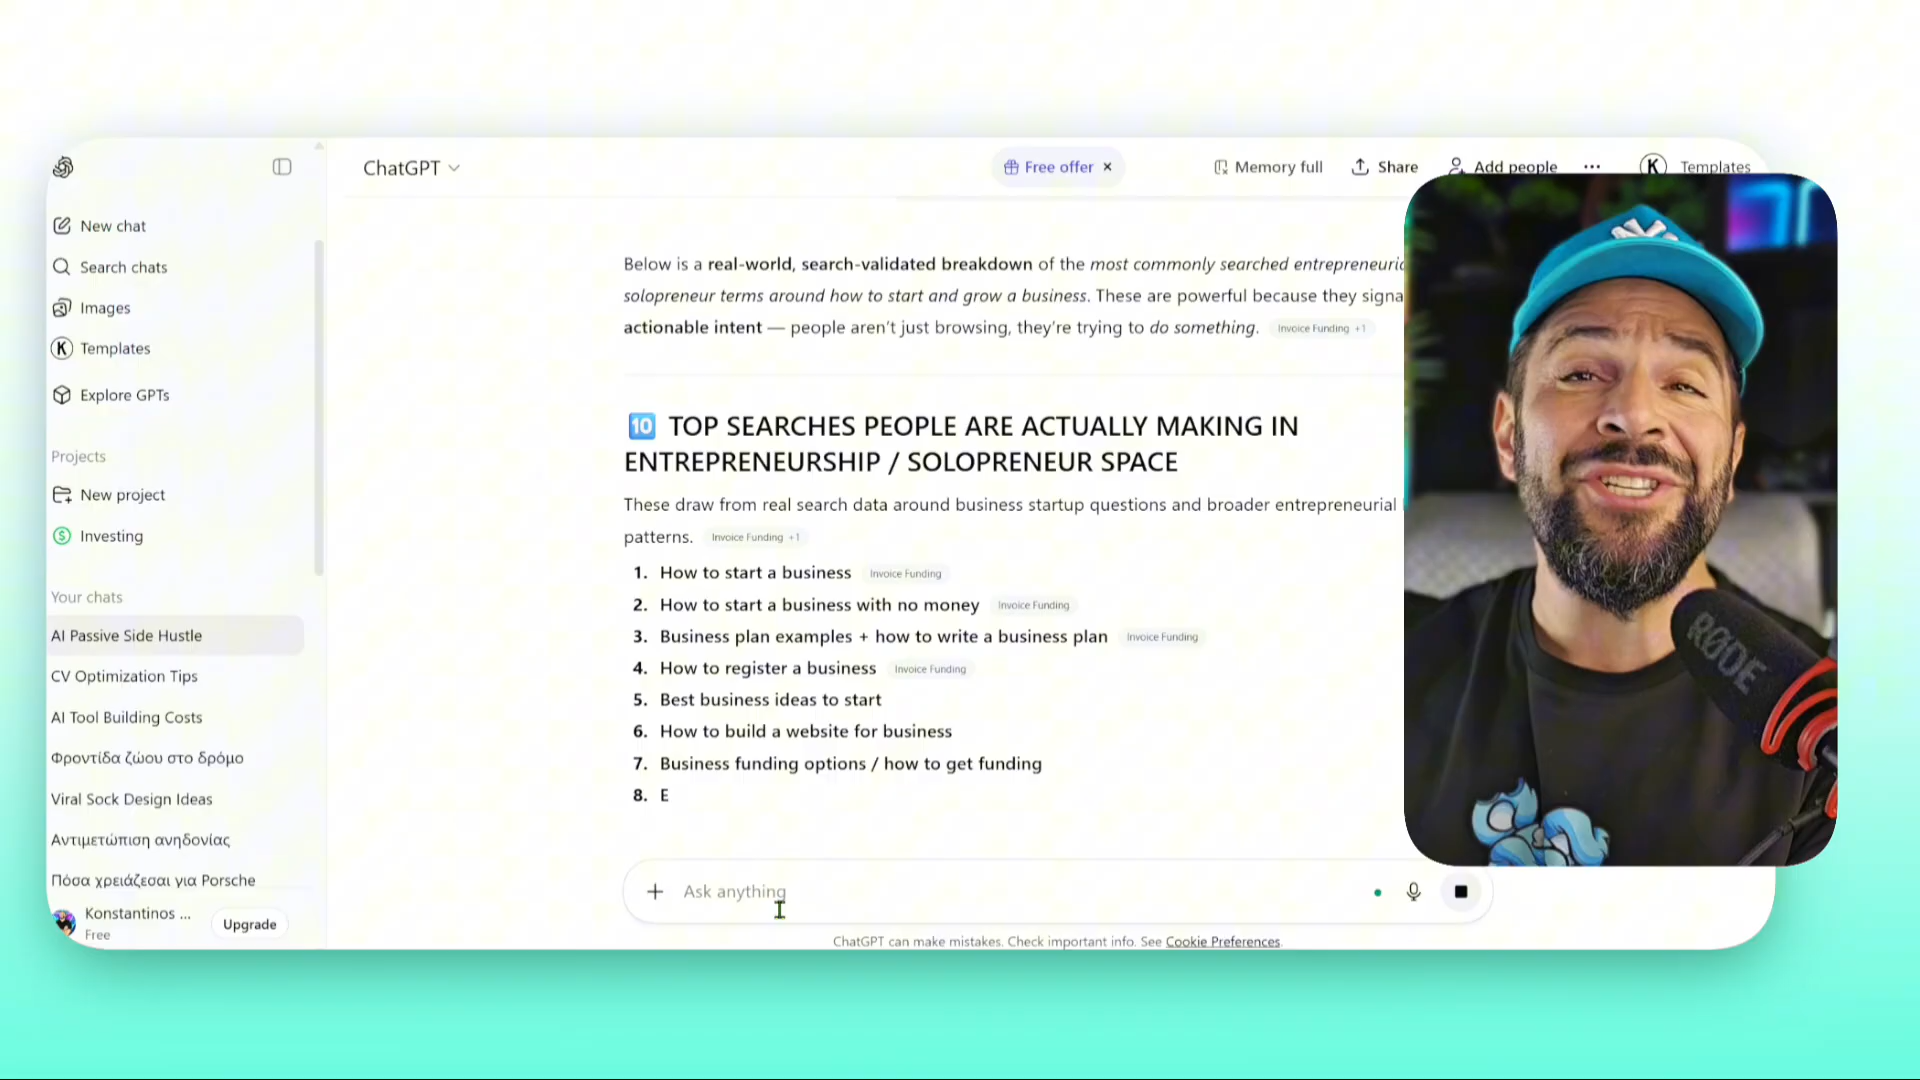 ChatGPT
Free offer ×
Memory full
Share
Add people
K
Templates
New chat
Search chats
Images
K Templates
Explore GPTs
Projects
New project
Investing
Your chats
AI Passive Side Hustle
CV Optimization Tips
AI Tool Building Costs
Φροντίδα ζώου στο δρόμο
Viral Sock Design Ideas
Αντιμετώπιση ανηδονίας
Πόσα χρειάζεσαι για Porsche
Konstantinos ...
Free
Upgrade
Below is a real-world, search-validated breakdown of the most commonly searched
solopreneur terms around how to start and grow a business. These are powerful because they
actionable intent — people aren’t just browsing, they’re trying to do something. Invoice Funding +1
10 TOP SEARCHES PEOPLE ARE ACTUALLY MAKING IN
ENTREPRENEURSHIP / SOLOPRENEUR SPACE
These draw from real search data around business startup questions and broader entrepreneurial
patterns. Invoice Funding +1
1. How to start a business Invoice Funding
2. How to start a business with no money Invoice Funding
3. Business plan examples + how to write a business plan Invoice Funding
4. How to register a business Invoice Funding
5. Best business ideas to start
6. How to build a website for business
7. Business funding options / how to get funding
8. E
Ask anything
ChatGPT can make mistakes. Check important info. See Cookie Preferences.
RØDE